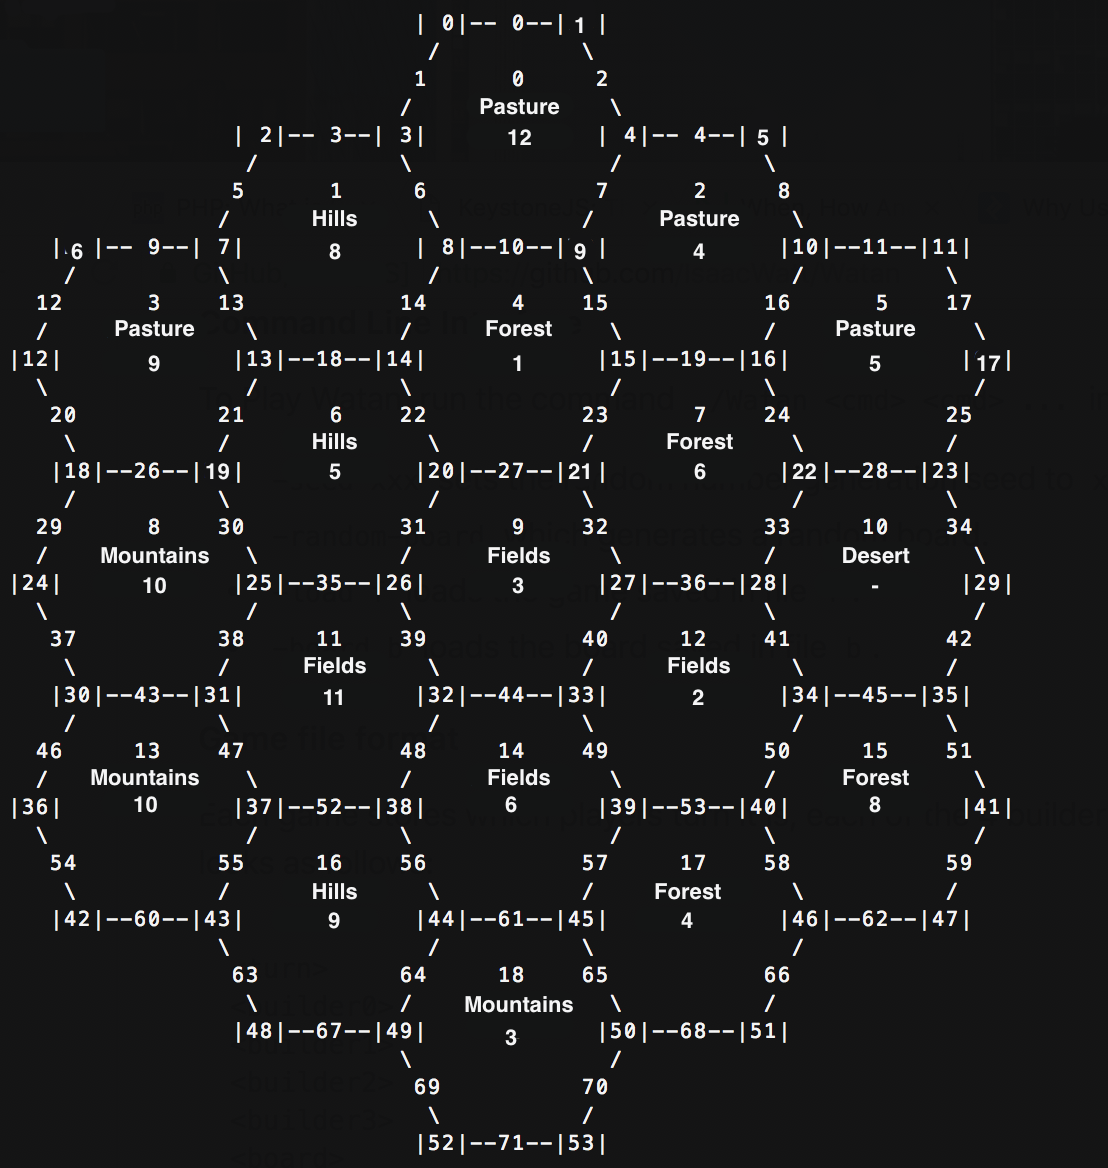 | 0|-- 0--| 1 |
/ \
1 0 2
/ Pasture \
| 2|-- 3--| 3| 12 | 4|-- 4--| 5 |
/ \ / \
5 1 6 7 2 8
/ Hills \ / Pasture \
| 6 |-- 9--| 7| 8 | 8|--10--| 9 | 4 |10|--11--|11|
/ \ / \ / \
12 3 13 14 4 15 16 5 17
/ Pasture \ / Forest \ / Pasture \
|12| 9 |13|--18--|14| 1 |15|--19--|16| 5 |17|
\ / \ / \ /
20 21 6 22 23 7 24 25
\ / Hills \ / Forest \ /
|18|--26--|19| 5 |20|--27--|21| 6 |22|--28--|23|
/ \ / \ / \
29 8 30 31 9 32 33 10 34
/ Mountains \ / Fields \ / Desert \
|24| 10 |25|--35--|26| 3 |27|--36--|28| - |29|
\ / \ / \ /
37 38 11 39 40 12 41 42
\ / Fields \ / Fields \ /
|30|--43--|31| 11 |32|--44--|33| 2 |34|--45--|35|
/ \ / \ / \
46 13 47 48 14 49 50 15 51
/ Mountains \ / Fields \ / Forest \
|36| 10 |37|--52--|38| 6 |39|--53--|40| 8 |41|
\ / \ / \ /
54 55 16 56 57 17 58 59
\ / Hills \ / Forest \ /
|42|--60--|43| 9 |44|--61--|45| 4 |46|--62--|47|
\ / \ /
63 64 18 65 66
\ / Mountains \ /
|48|--67--|49| 3 |50|--68--|51|
\ /
69 70
\ /
|52|--71--|53|